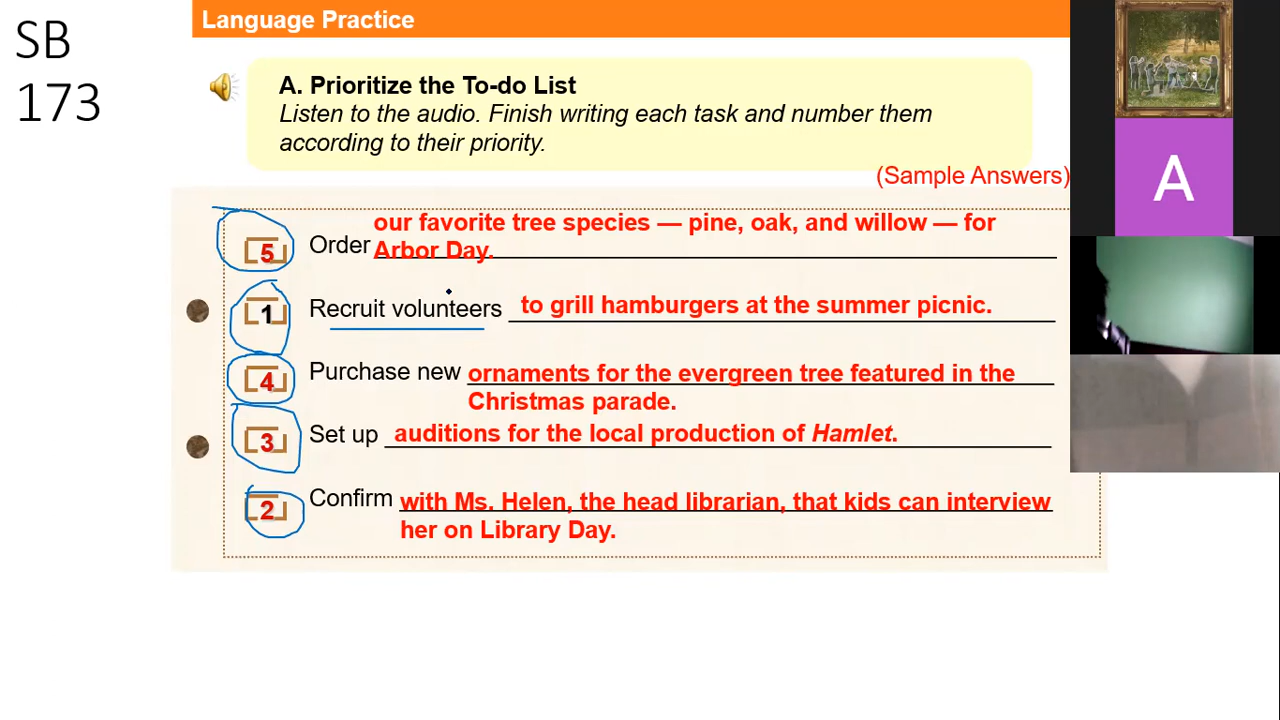 SB
173
Language Practice
A. Prioritize the To-do List
Listen to the audio. Finish writing each task and number them
according to their priority.
(Sample Answers)
5 Order our favorite tree species — pine, oak, and willow — for
Arbor Day.
1 Recruit volunteers to grill hamburgers at the summer picnic.
4 Purchase new ornaments for the evergreen tree featured in the
Christmas parade.
3 Set up auditions for the local production of Hamlet.
2 Confirm with Ms. Helen, the head librarian, that kids can interview
her on Library Day.
A